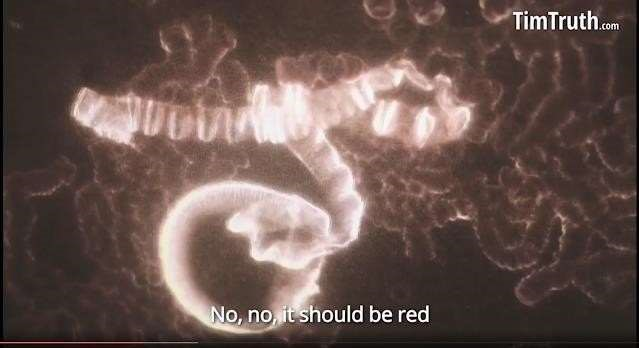 TimTruth.com
No, no, it should be red